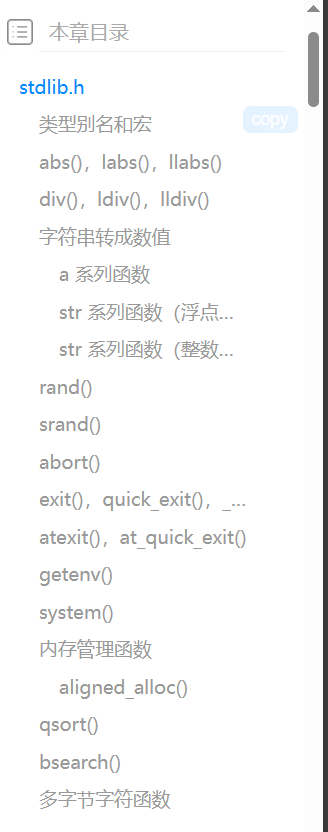 本章目录
stdlib.h
类型别名和宏
copy
abs()，labs()，llabs()
div()，ldiv()，lldiv()
字符串转成数值
a 系列函数
str 系列函数（浮点...
str 系列函数（整数...
rand()
srand()
abort()
exit()，quick_exit()，_...
atexit()，at_quick_exit()
getenv()
system()
内存管理函数
aligned_alloc()
qsort()
bsearch()
多字节字符函数